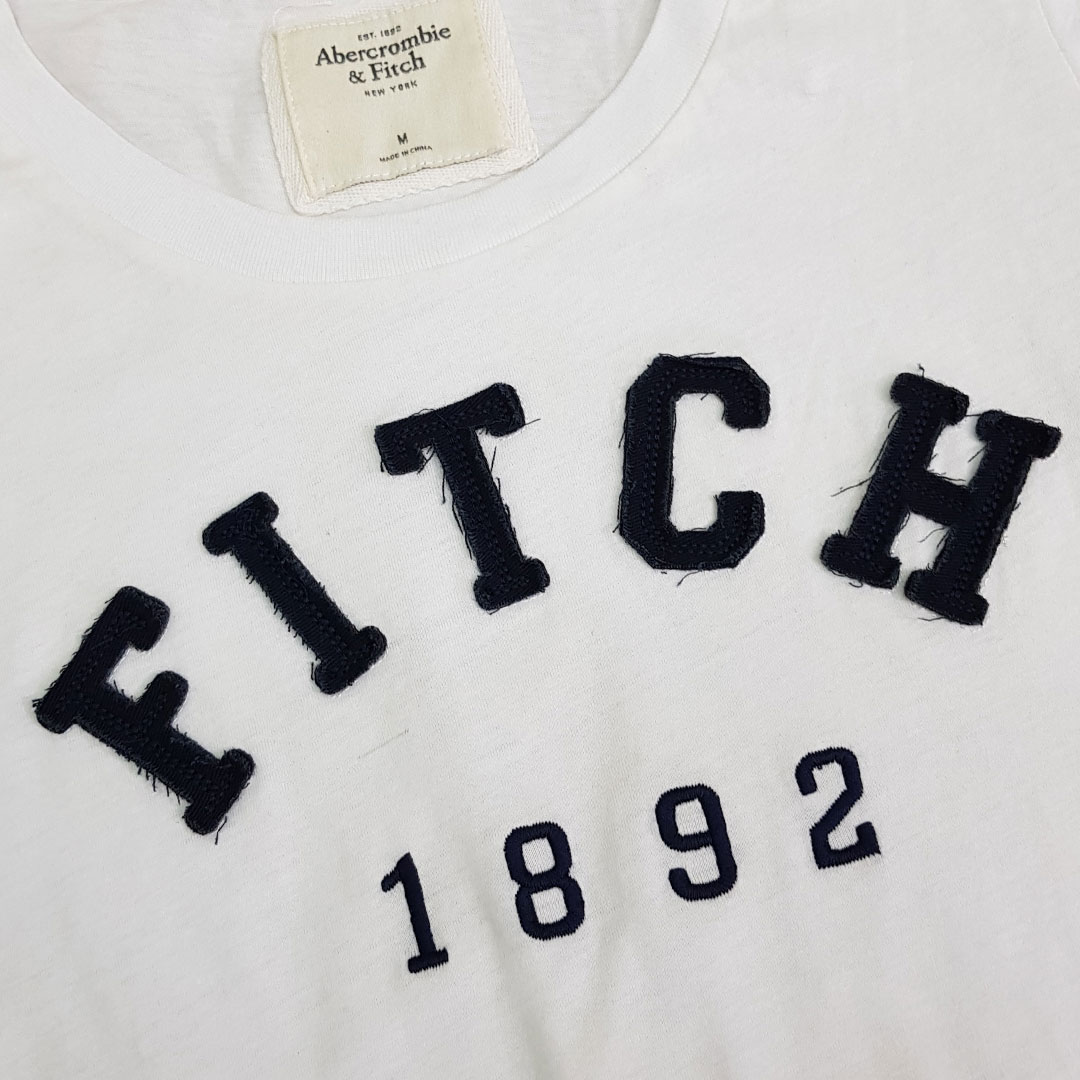 EST. 1892
Abercrombie
& Fitch
NEW YORK
M
MADE IN CHINA
FITCH
1892